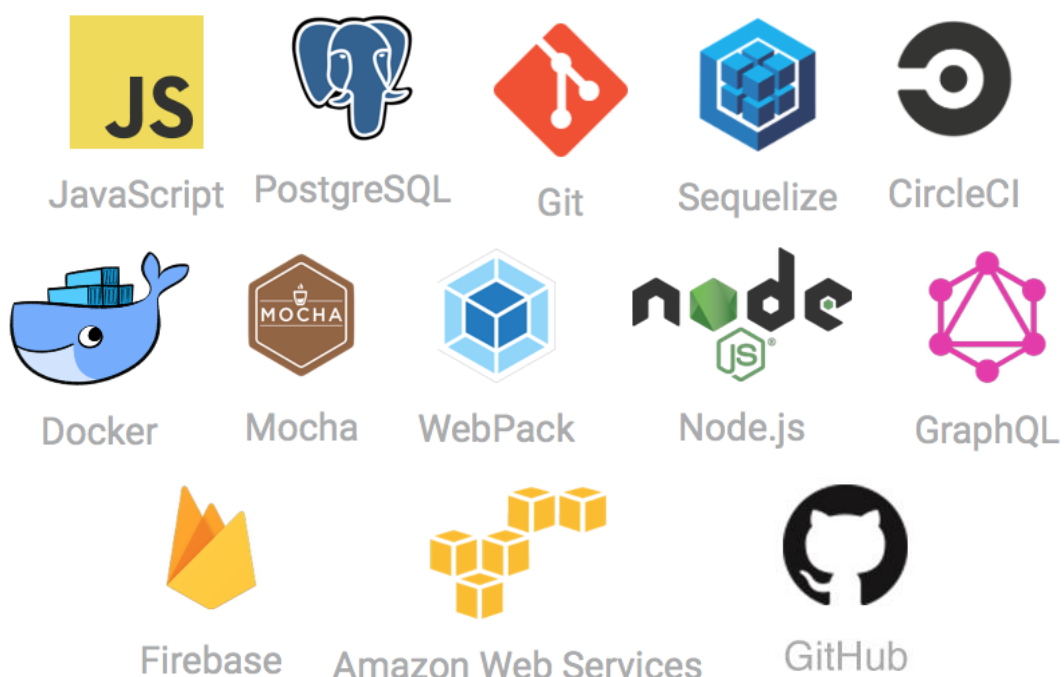 JS
JavaScript
PostgreSQL
Git
Sequelize
CircleCI
MOCHA
node
JS®
Docker
Mocha
WebPack
Node.js
GraphQL
Firebase
Amazon Web Services
GitHub